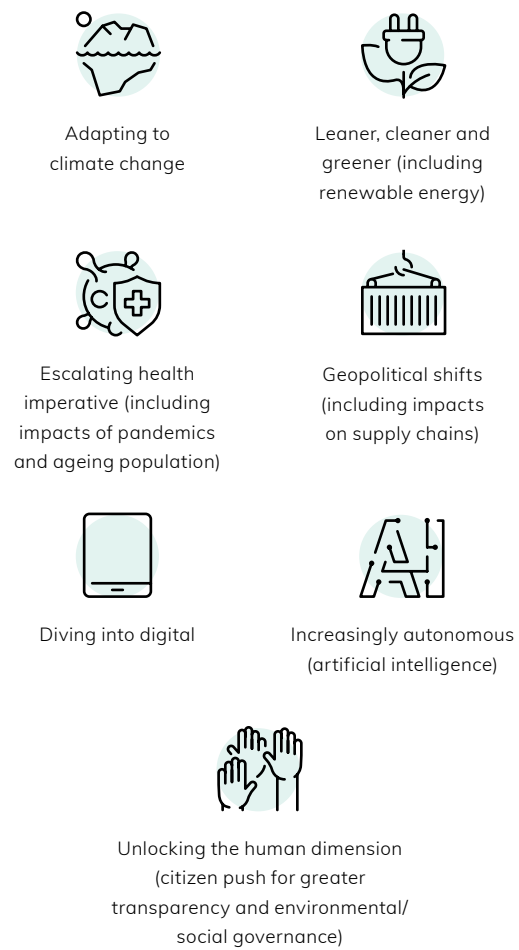 Adapting to
climate change
Leaner, cleaner and
greener (including
renewable energy)
Escalating health
imperative (including
impacts of pandemics
and ageing population)
Geopolitical shifts
(including impacts
on supply chains)
Diving into digital
AI
Increasingly autonomous
(artificial intelligence)
Unlocking the human dimension
(citizen push for greater
transparency and environmental/
social governance)